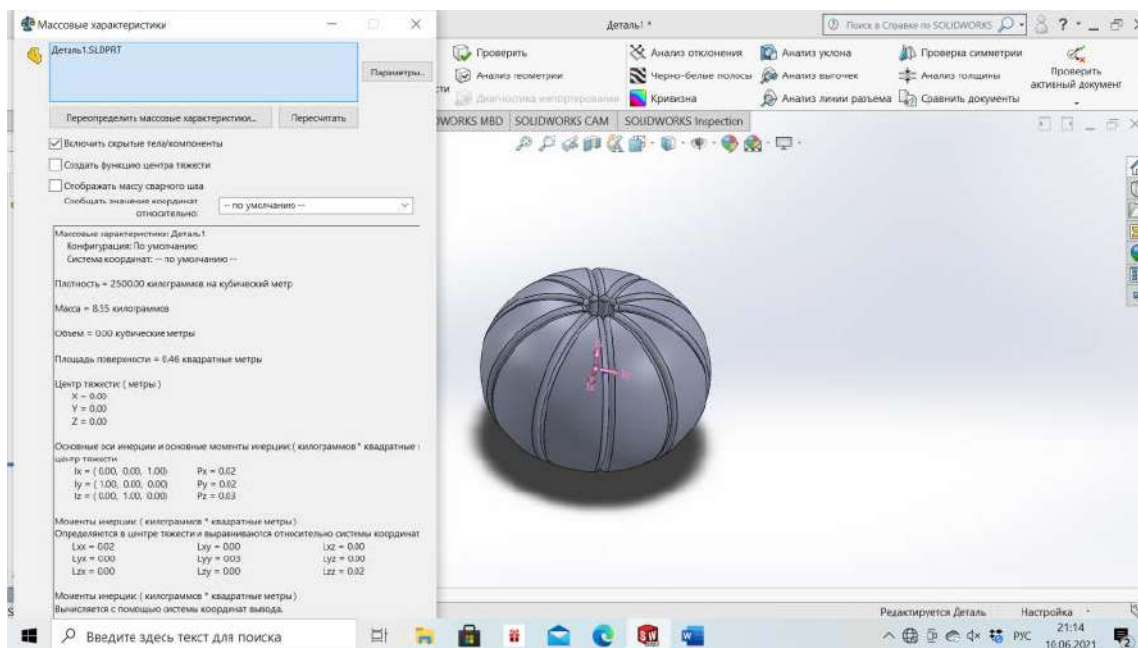 Массовые характеристики
Деталь1 *
Поиск в Справке по SOLIDWORKS
Деталь1.SLDPRT
Параметры...
Переопределить массовые характеристики...
Пересчитать
Включить скрытые тела/компоненты
Создать функцию центра тяжести
Отображать массу сварного шва
Сообщать значение координат
относительно:
-- по умолчанию --
Массовые характеристики: Деталь1
Конфигурация: По умолчанию
Система координат: -- по умолчанию --
Плотность = 2500.00 килограммов на кубический метр
Масса = 8.55 килограммов
Объем = 0.00 кубические метры
Площадь поверхности = 0.46 квадратные метры
Центр тяжести: ( метры )
X = 0.00
Y = 0.00
Z = 0.00
Основные оси инерции и основные моменты инерции: ( килограммов * квадратные
центр тяжести
Ix = ( 0.00, 0.00, 1.00) Px = 0.02
Iy = ( 1.00, 0.00, 0.00) Py = 0.02
Iz = ( 0.00, 1.00, 0.00) Pz = 0.03
Моменты инерции: ( килограммов * квадратные метры )
Определяются в центре тяжести и выравниваются относительно системы координат
Lxx = 0.02 Lxy = 0.00 Lxz = 0.00
Lyx = 0.00 Lyy = 0.03 Lyz = 0.00
Lzx = 0.00 Lzy = 0.00 Lzz = 0.02
Моменты инерции: ( килограммов * квадратные метры )
Вычисляется с помощью системы координат вывода.
Проверить
Анализ отклонения
Анализ уклона
Проверка симметрии
Проверить
активный документ
Анализ геометрии
Черно-белые полосы
Анализ выточек
Анализ толщины
Диагностика импортирования
Кривизна
Анализ линии разъема
Сравнить документы
WORKS MBD
SOLIDWORKS CAM
SOLIDWORKS Inspection
Редактируется Деталь
Настройка
Введите здесь текст для поиска
РУС
21:14
10.06.2021